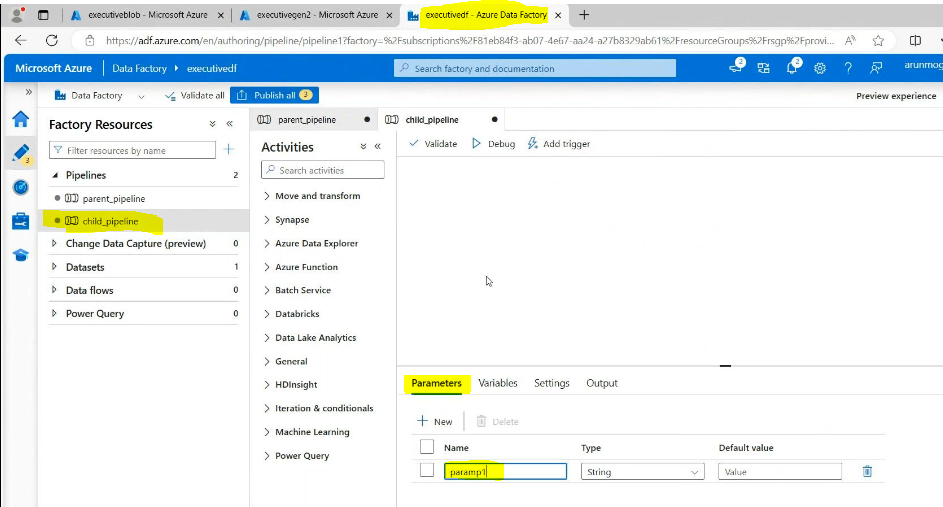 executiveblob - Microsoft Azure
executivegen2 - Microsoft Azure
executivedf - Azure Data Factory
https://adf.azure.com/en/authoring/pipeline/pipeline1?factory=%2Fsubscriptions%2F81eb84f3-ab07-4e67-aa24-a27b8329ab61%2FresourceGroups%2Frsgp%2Fprovi...
Microsoft Azure
Data Factory
executivedf
Search factory and documentation
2
2
arunmog
Data Factory
Validate all
Publish all
3
Preview experience
3
Factory Resources
Filter resources by name
Pipelines
2
parent_pipeline
child_pipeline
Change Data Capture (preview)
0
Datasets
1
Data flows
0
Power Query
0
parent_pipeline
child_pipeline
Activities
Search activities
Move and transform
Synapse
Azure Data Explorer
Azure Function
Batch Service
Databricks
Data Lake Analytics
General
HDInsight
Iteration & conditionals
Machine Learning
Power Query
Validate
Debug
Add trigger
Parameters
Variables
Settings
Output
New
Delete
Name
Type
Default value
paramp1
String
Value